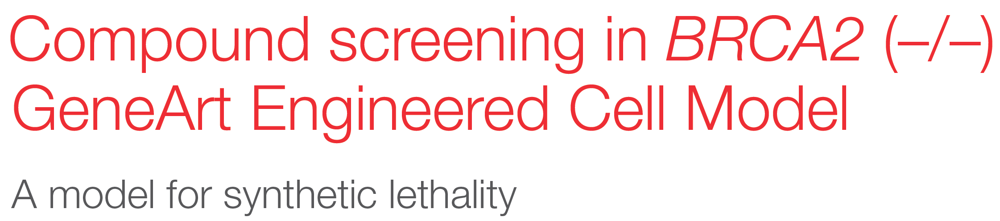 Compound screening in BRCA2 (–/–)
GeneArt Engineered Cell Model
A model for synthetic lethality